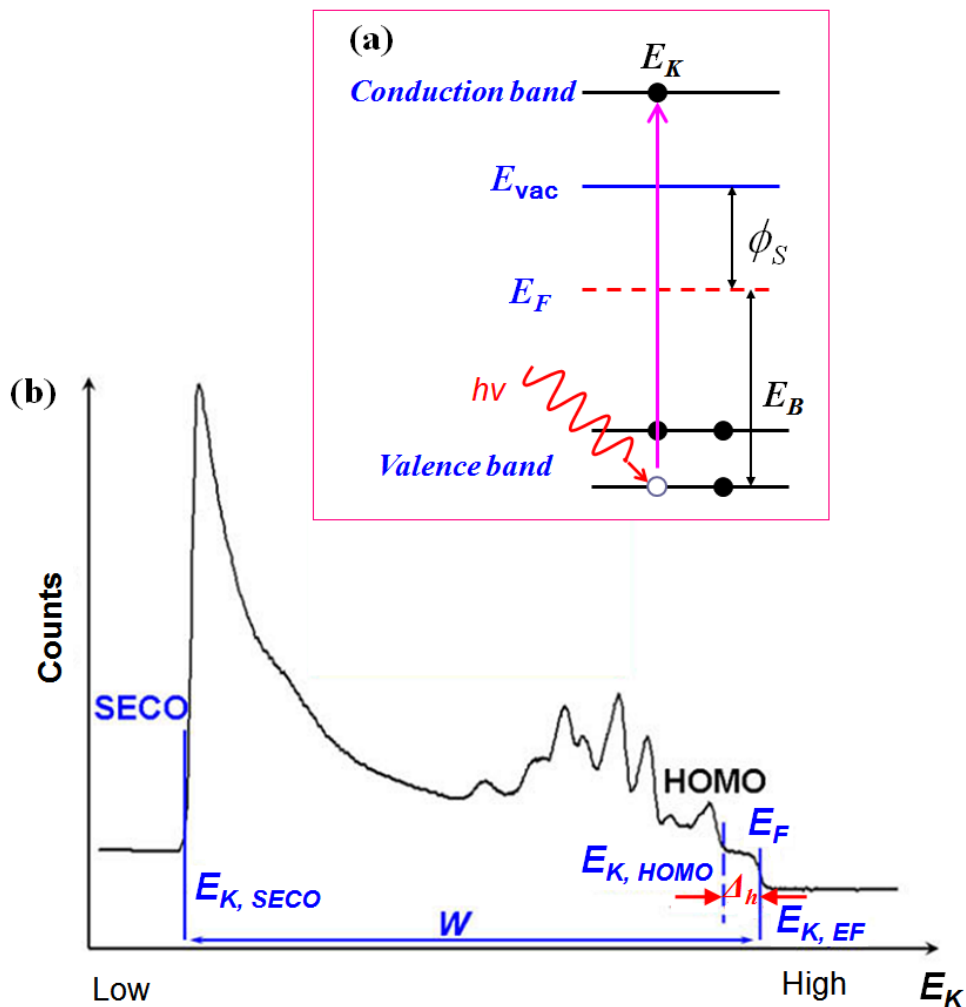 (a)
E_K
Conduction band
E_vac
ϕ_S
E_F
(b)
hν
E_B
Valence band
Counts
SECO
HOMO
E_F
E_K, HOMO
Δ_h
E_K, SECO
E_K, EF
W
Low
High
E_K